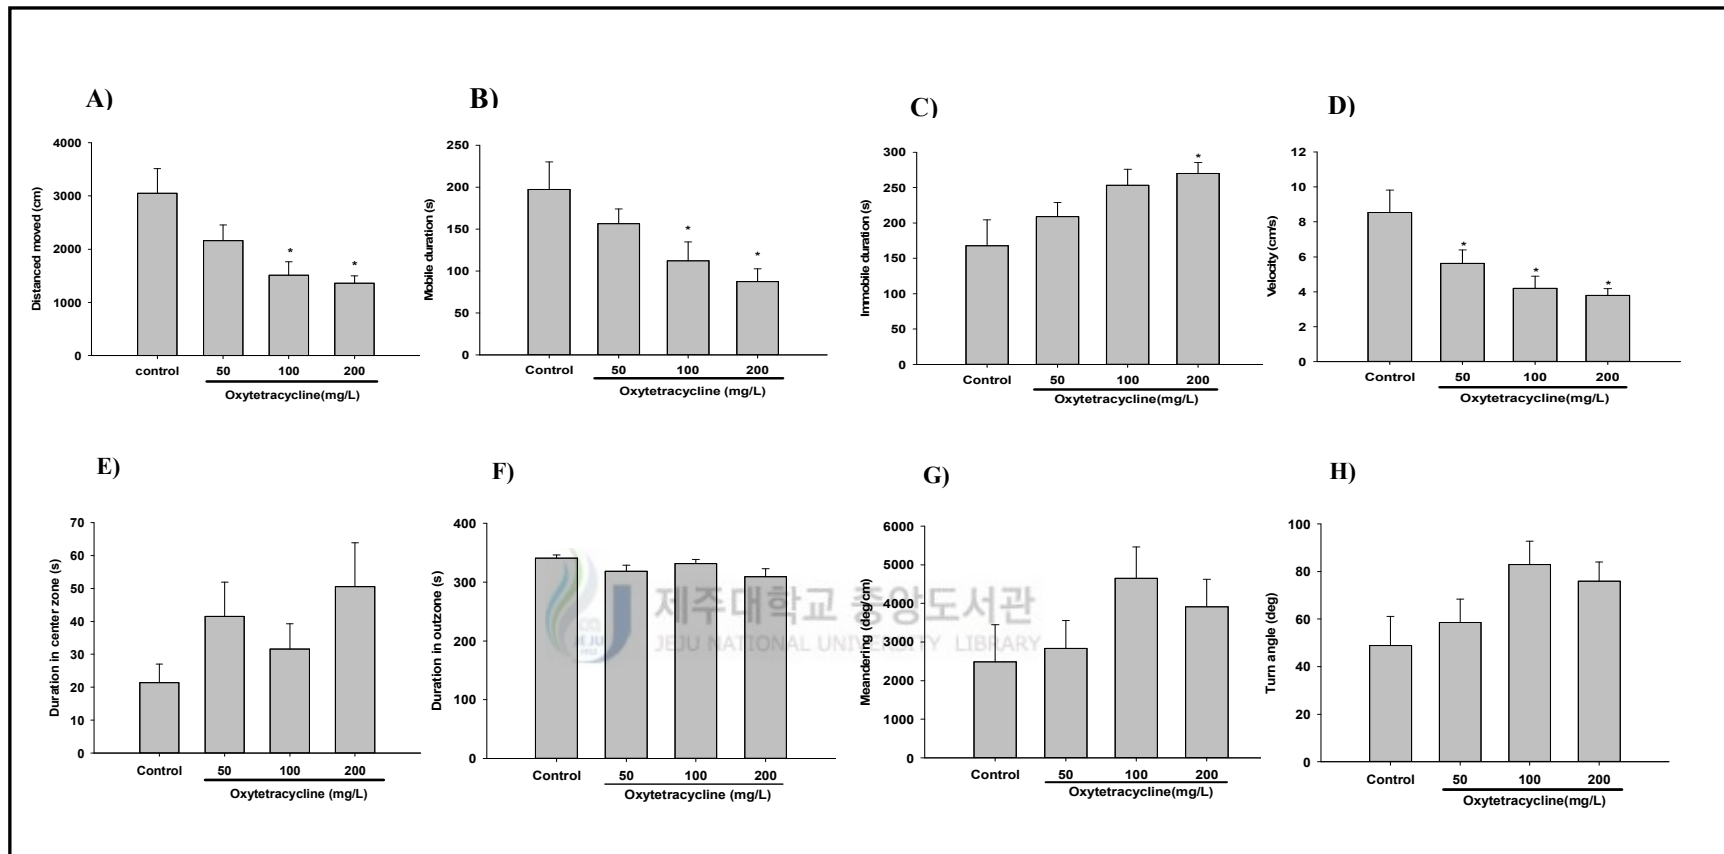 A)
Distanced moved (cm)
4000
3000
2000
1000
0
* *
control 50 100 200
Oxytetracycline(mg/L)
B)
Mobile duration (s)
250
200
150
100
50
0
* *
Control 50 100 200
Oxytetracycline (mg/L)
C)
Immobile duration (s)
300
250
200
150
100
50
0
*
Control 50 100 200
Oxytetracycline(mg/L)
D)
Velocity (cm/s)
12
10
8
6
4
2
0
* * *
Control 50 100 200
Oxytetracycline(mg/L)
E)
Duration in center zone (s)
70
60
50
40
30
20
10
0
Control 50 100 200
Oxytetracycline (mg/L)
F)
Duration in outzone (s)
400
300
200
100
0
Control 50 100 200
Oxytetracycline (mg/L)
G)
Meandering (deg/cm)
6000
5000
4000
3000
2000
1000
0
Control 50 100 200
Oxytetracycline(mg/L)
H)
Turn angle (deg)
100
80
60
40
20
0
Control 50 100 200
Oxytetracycline(mg/L)
제주대학교 중앙도서관
JEJU NATIONAL UNIVERSITY LIBRARY
JEJU
1952